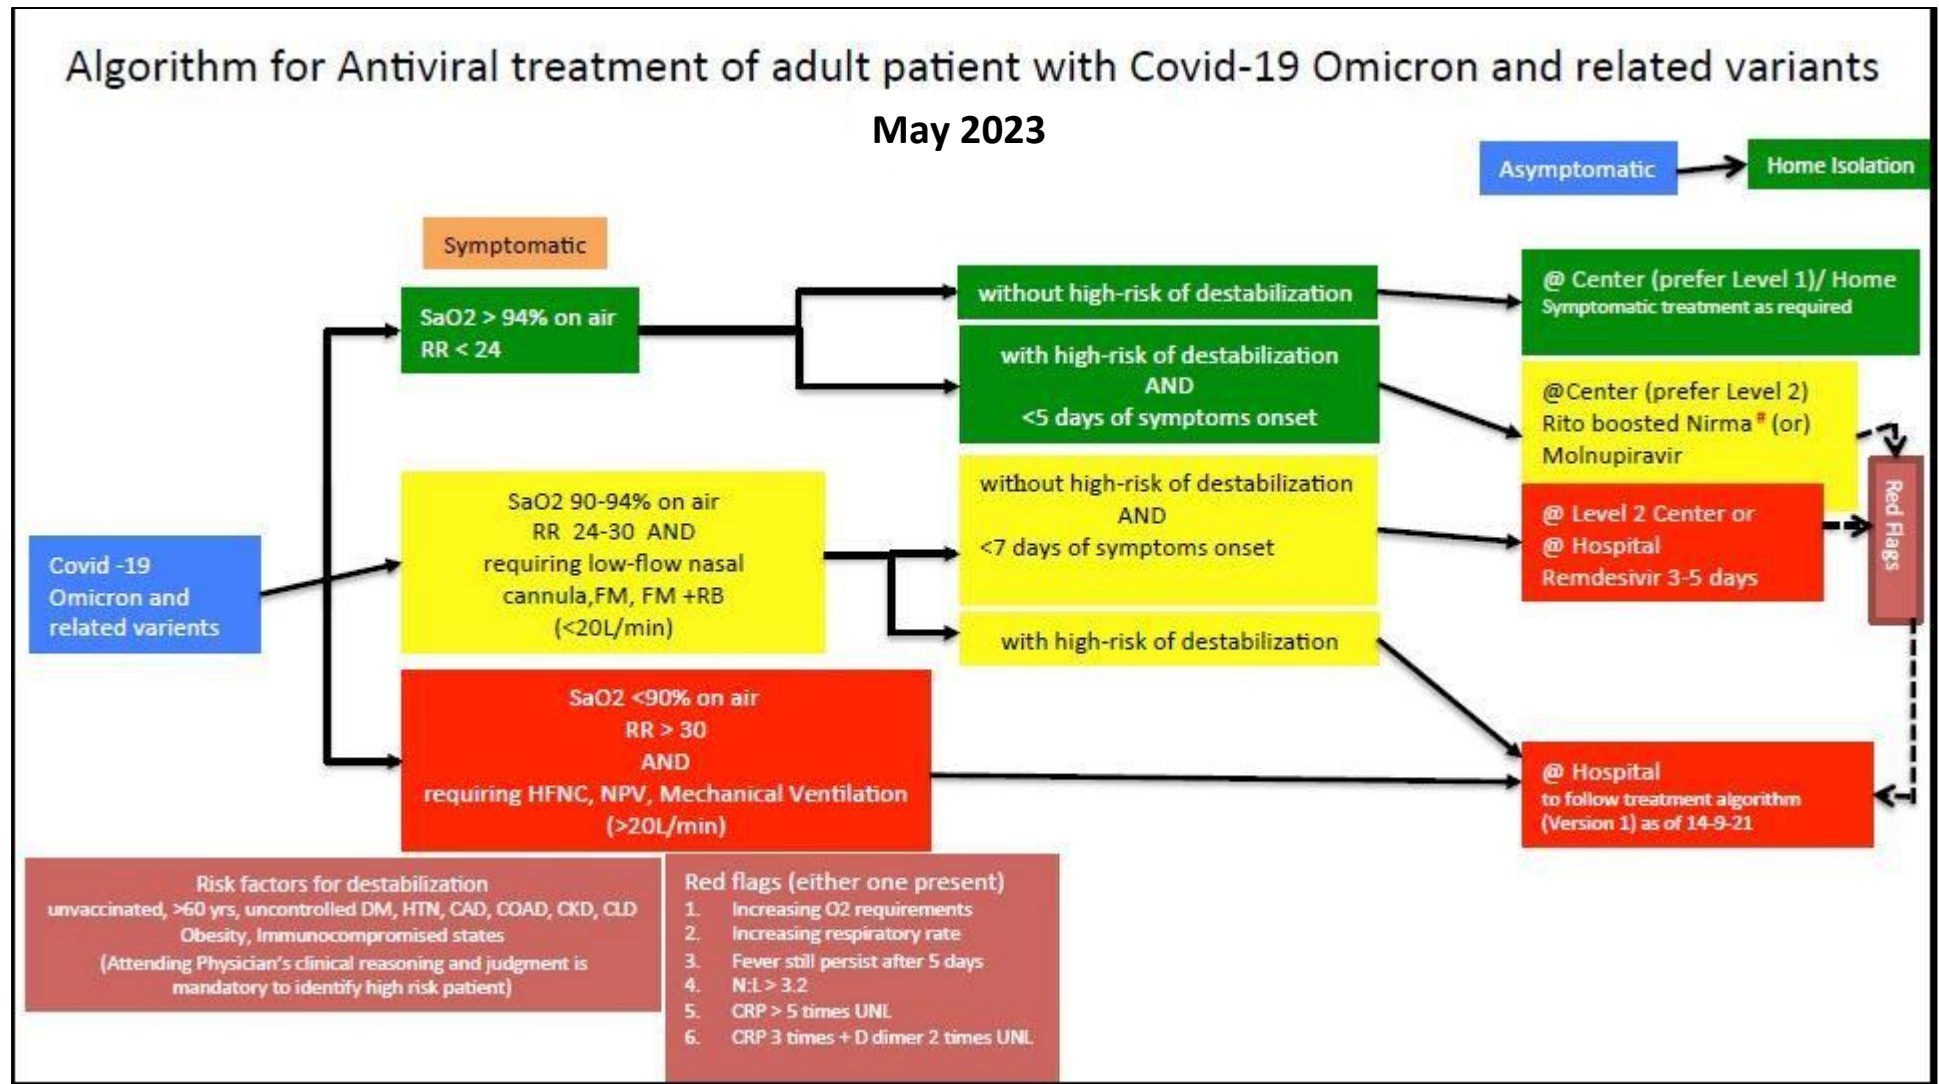 Algorithm for Antiviral treatment of adult patient with Covid-19 Omicron and related variants
May 2023
Asymptomatic
Home Isolation
Symptomatic
SaO2 > 94% on air
RR < 24
without high-risk of destabilization
@ Center (prefer Level 1)/ Home
Symptomatic treatment as required
with high-risk of destabilization
AND
<5 days of symptoms onset
@Center (prefer Level 2)
Rito boosted Nirma# (or)
Molnupiravir
Red Flags
Covid -19
Omicron and
related varients
SaO2 90-94% on air
RR 24-30 AND
requiring low-flow nasal
cannula,FM, FM +RB
(<20L/min)
without high-risk of destabilization
AND
<7 days of symptoms onset
@ Level 2 Center or
@ Hospital
Remdesivir 3-5 days
with high-risk of destabilization
SaO2 <90% on air
RR > 30
AND
requiring HFNC, NPV, Mechanical Ventilation
(>20L/min)
@ Hospital
to follow treatment algorithm
(Version 1) as of 14-9-21
Risk factors for destabilization
unvaccinated, >60 yrs, uncontrolled DM, HTN, CAD, COAD, CKD, CLD
Obesity, Immunocompromised states
(Attending Physician's clinical reasoning and judgment is
mandatory to identify high risk patient)
Red flags (either one present)
1. Increasing O2 requirements
2. Increasing respiratory rate
3. Fever still persist after 5 days
4. N:L > 3.2
5. CRP > 5 times UNL
6. CRP 3 times + D dimer 2 times UNL